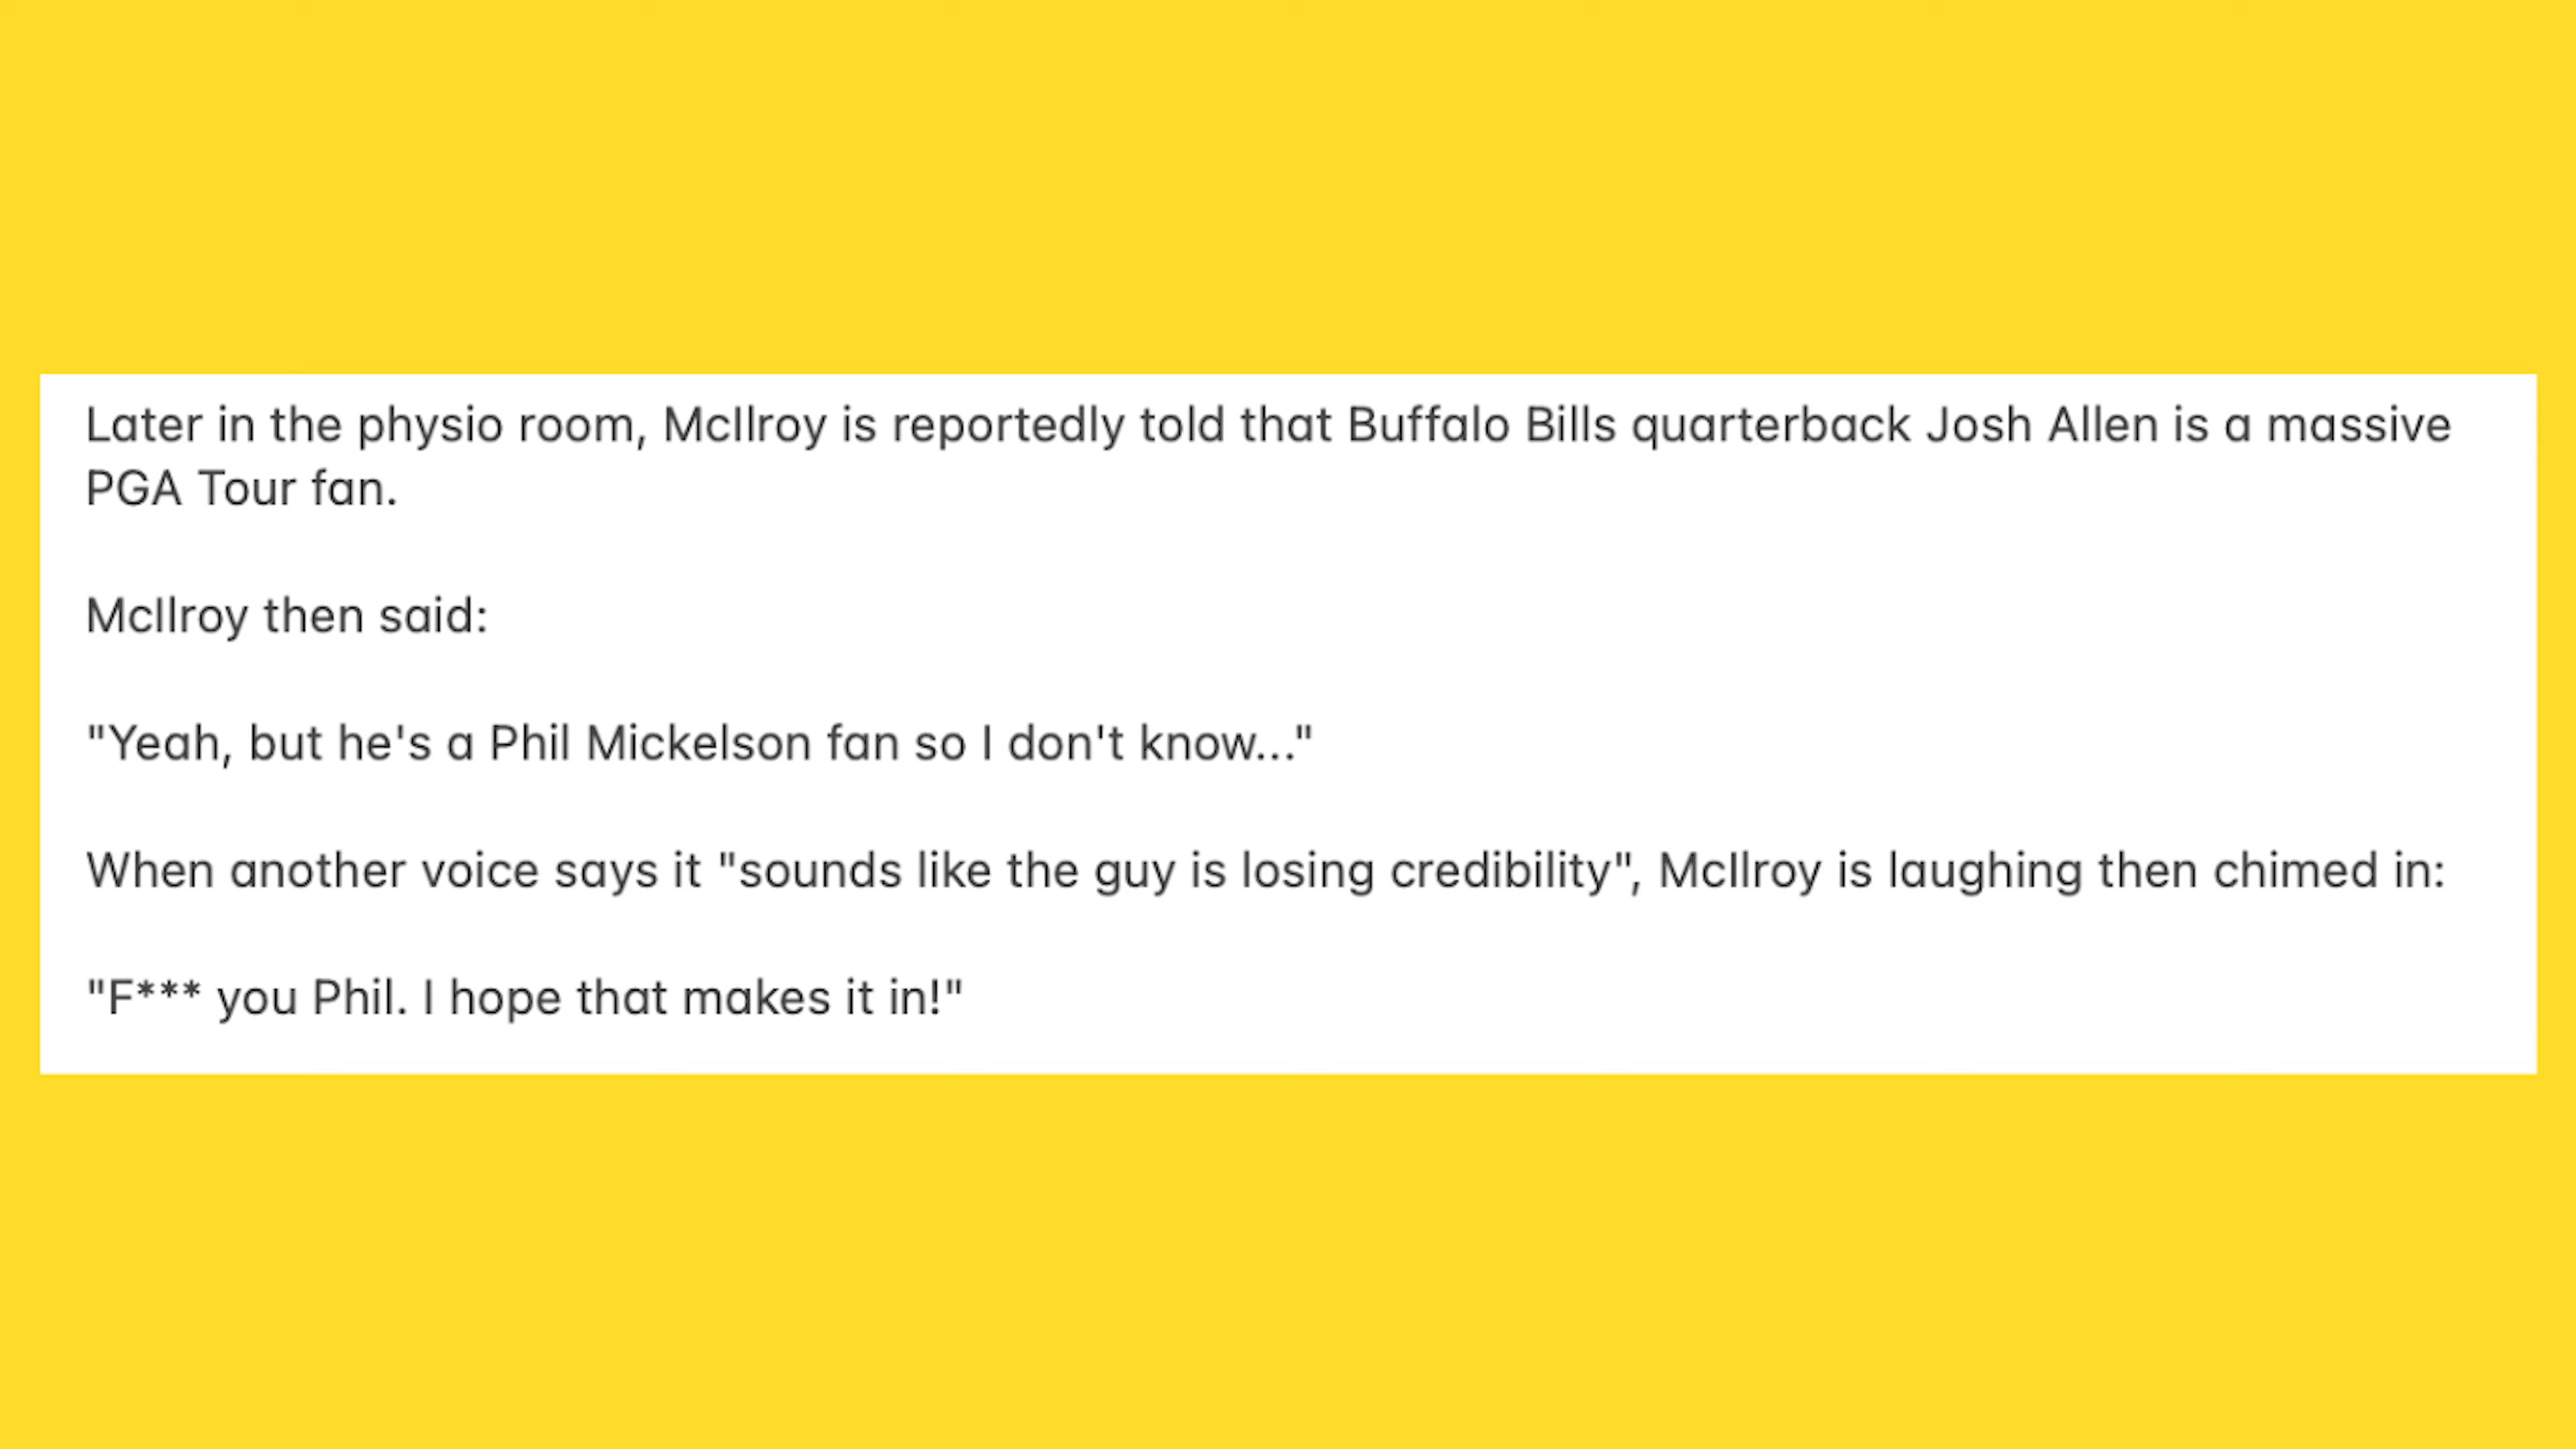 Later in the physio room, McIlroy is reportedly told that Buffalo Bills quarterback Josh Allen is a massive
PGA Tour fan.
McIlroy then said:
"Yeah, but he's a Phil Mickelson fan so I don't know..."
When another voice says it "sounds like the guy is losing credibility", McIlroy is laughing then chimed in:
"F*** you Phil. I hope that makes it in!"